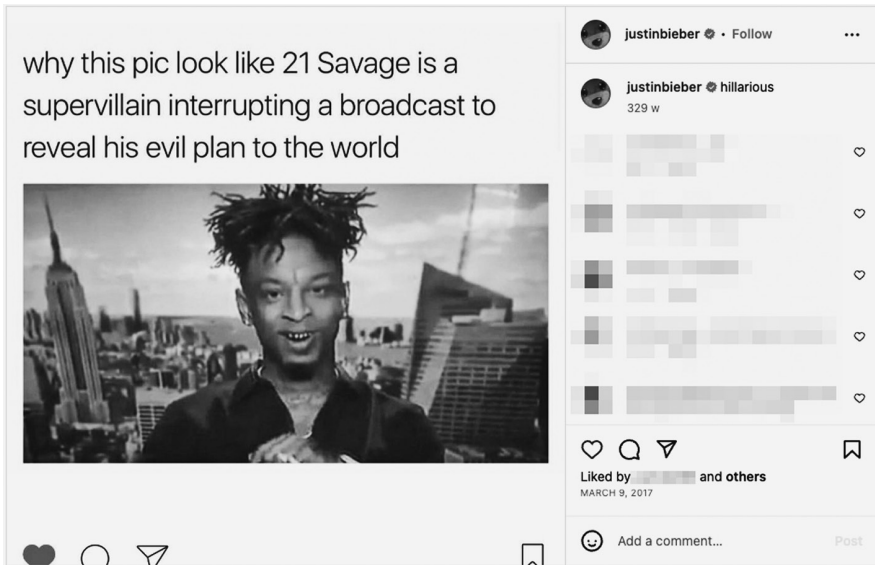 why this pic look like 21 Savage is a
supervillain interrupting a broadcast to
reveal his evil plan to the world
justinbieber • Follow
justinbieber hillarious
329 w
Liked by and others
MARCH 9, 2017
Add a comment...
Post